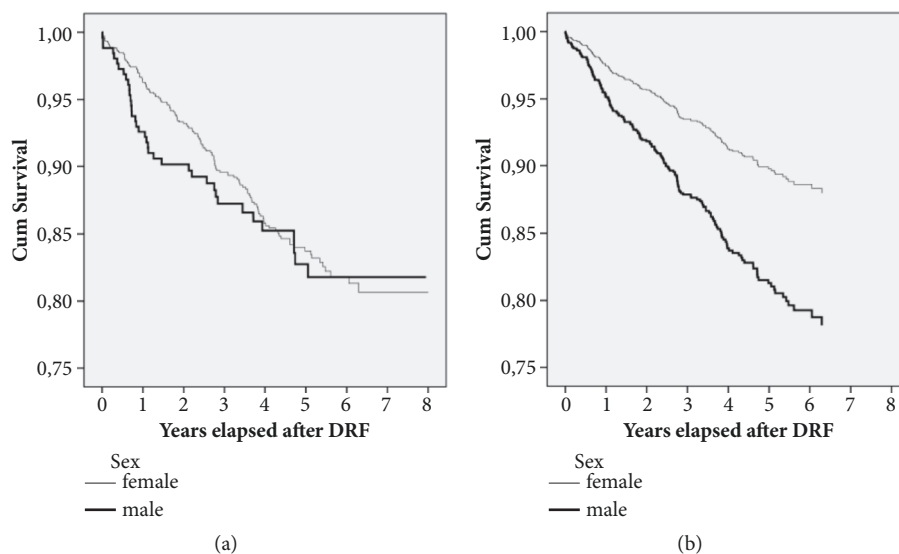 1,00
0,95
0,90
0,85
0,80
0,75
Cum Survival
0 1 2 3 4 5 6 7 8
Years elapsed after DRF
Sex
female
male
(a)
1,00
0,95
0,90
0,85
0,80
0,75
Cum Survival
0 1 2 3 4 5 6 7 8
Years elapsed after DRF
Sex
female
male
(b)